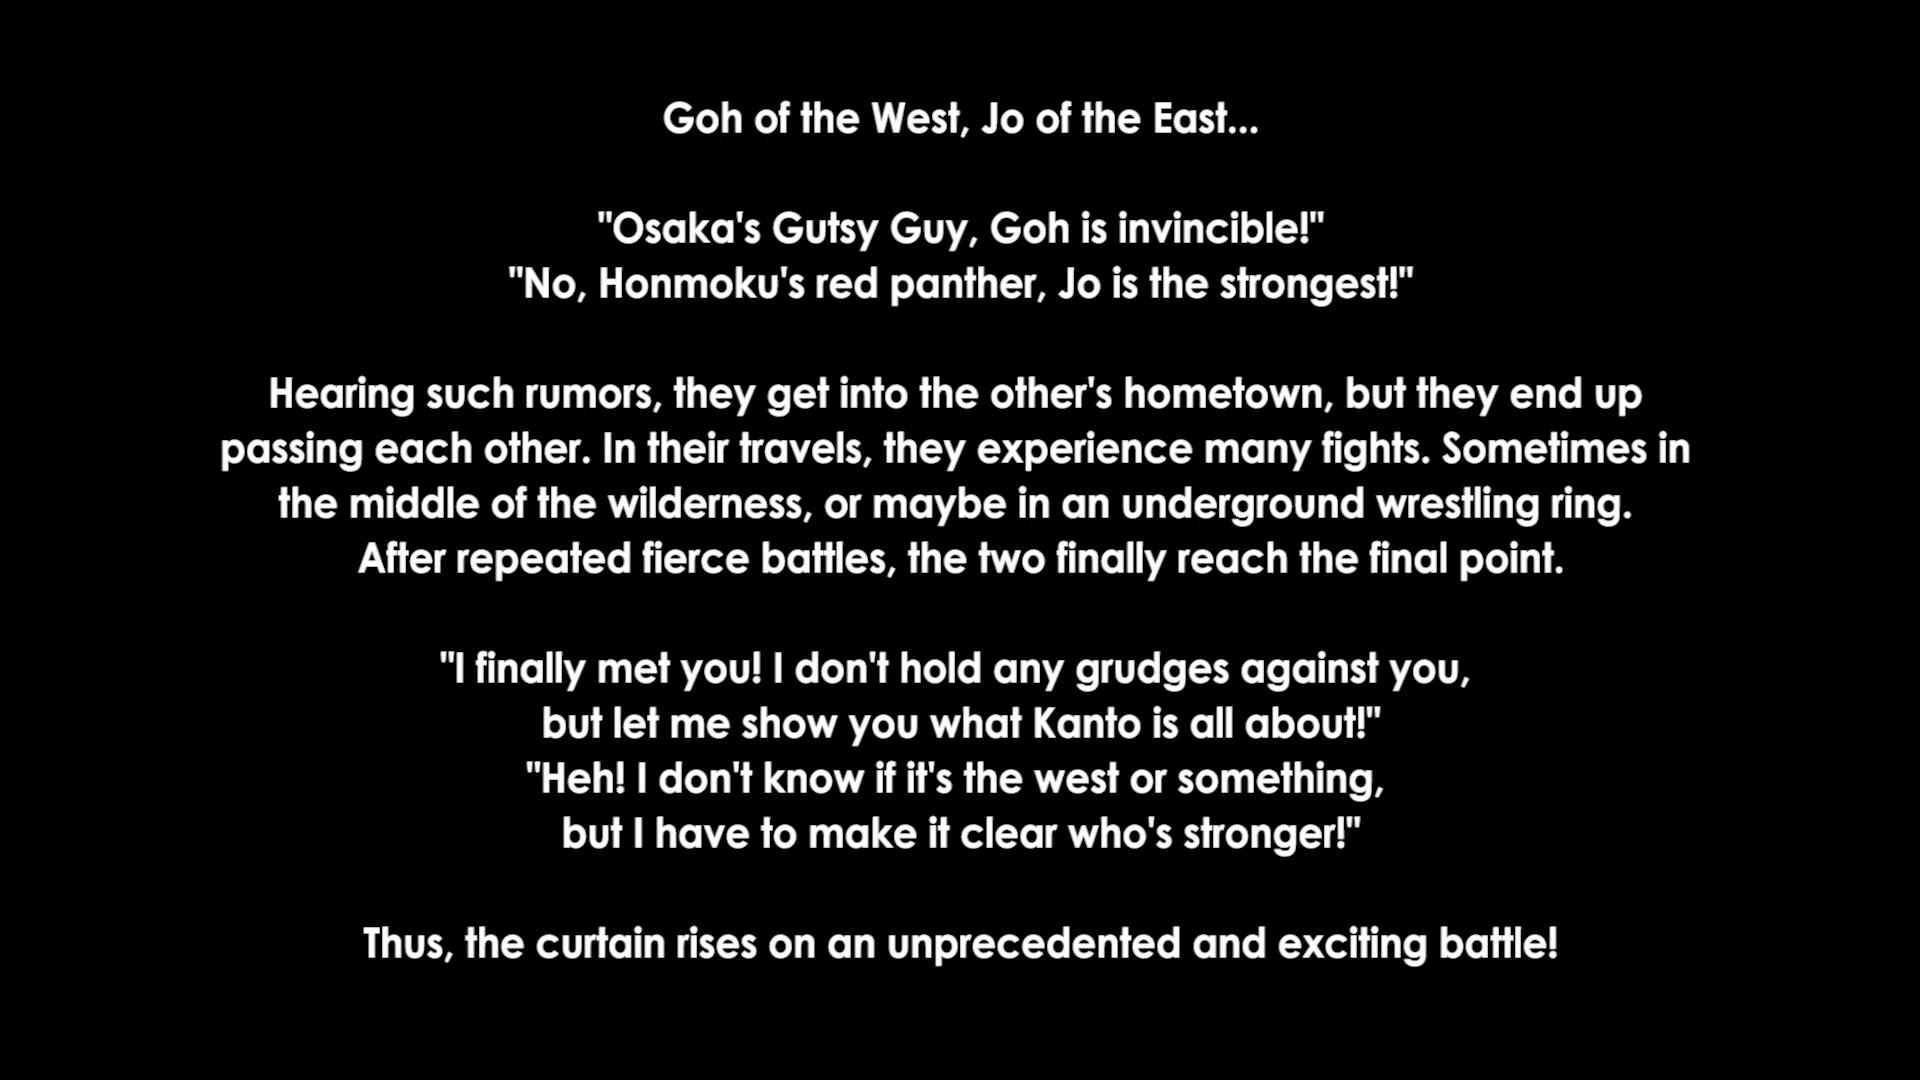 Goh of the West, Jo of the East...
"Osaka's Gutsy Guy, Goh is invincible!"
"No, Honmoku's red panther, Jo is the strongest!"
Hearing such rumors, they get into the other's hometown, but they end up
passing each other. In their travels, they experience many fights. Sometimes in
the middle of the wilderness, or maybe in an underground wrestling ring.
After repeated fierce battles, the two finally reach the final point.
"I finally met you! I don't hold any grudges against you,
but let me show you what Kanto is all about!"
"Heh! I don't know if it's the west or something,
but I have to make it clear who's stronger!"
Thus, the curtain rises on an unprecedented and exciting battle!